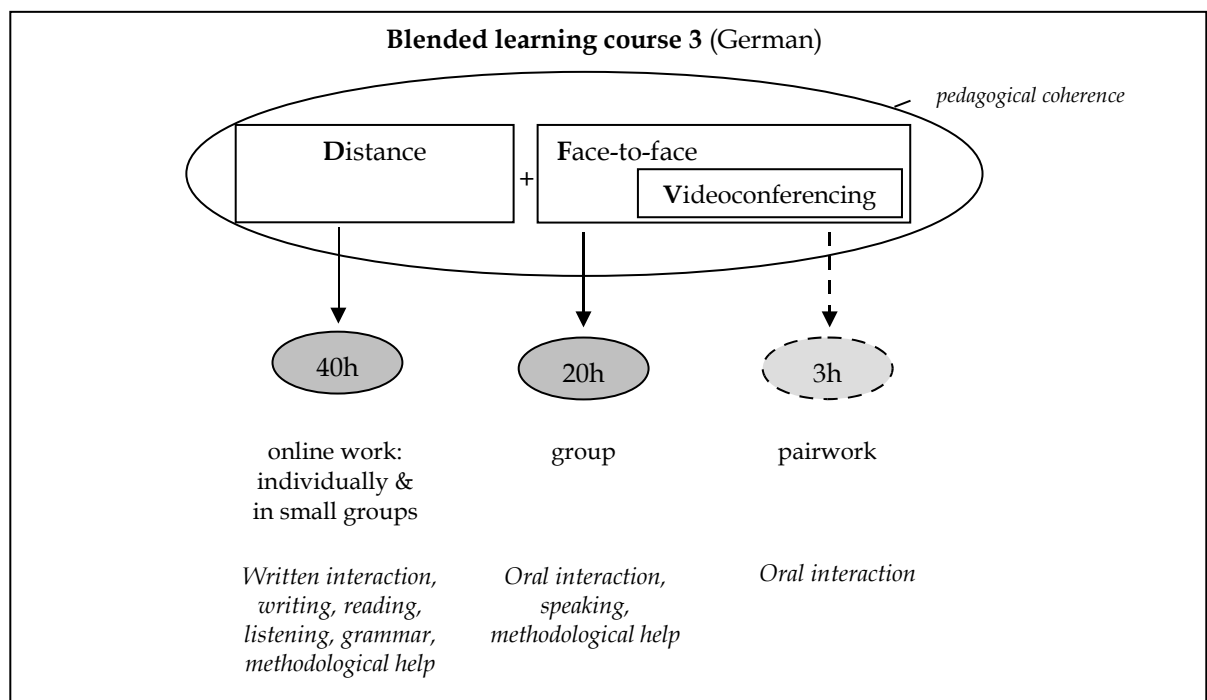 Blended learning course 3 (German)
pedagogical coherence
Distance
+
Face-to-face
Videoconferencing
40h
20h
3h
online work:
individually &
in small groups
group
pairwork
Written interaction,
writing, reading,
listening, grammar,
methodological help
Oral interaction,
speaking,
methodological help
Oral interaction